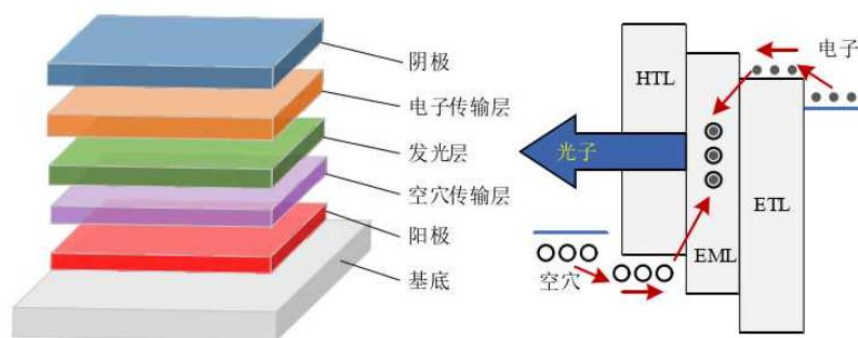 阴极
电子传输层
发光层
空穴传输层
阳极
基底
电子
HTL
光子
ETL
EML
空穴